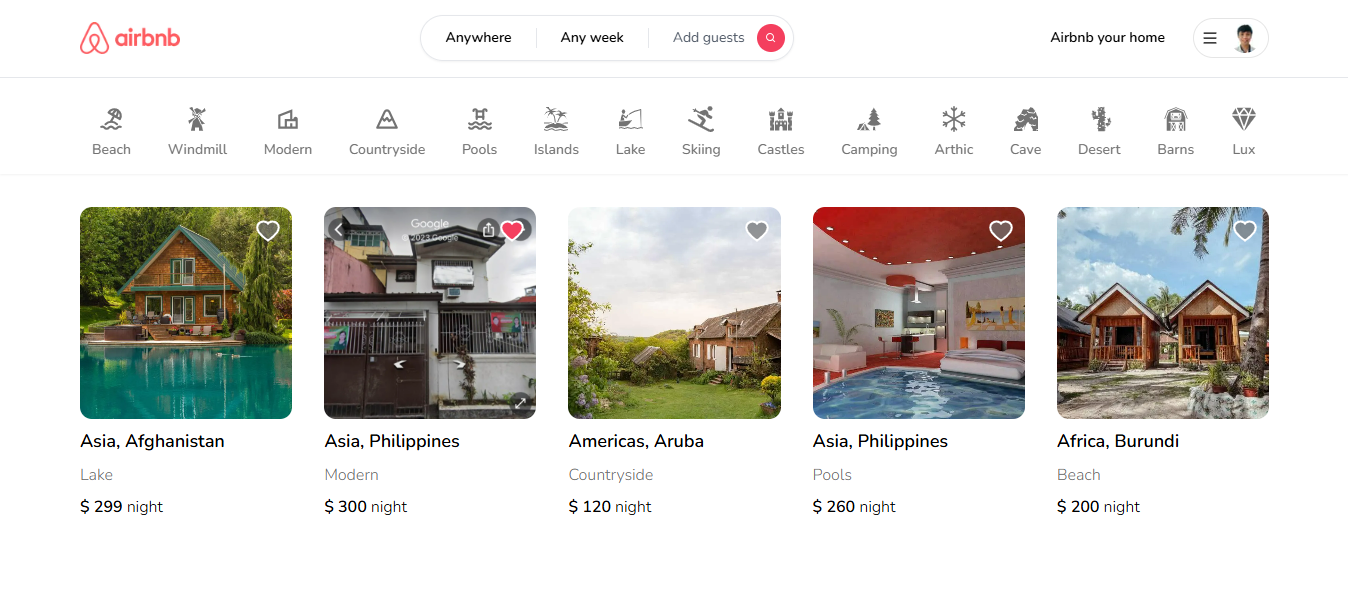 airbnb
Anywhere Any week Add guests
Airbnb your home
Beach Windmill Modern Countryside Pools Islands Lake Skiing Castles Camping Arthic Cave Desert Barns Lux
Google
© 2023 Google
Asia, Afghanistan
Lake
$ 299 night
Asia, Philippines
Modern
$ 300 night
Americas, Aruba
Countryside
$ 120 night
Asia, Philippines
Pools
$ 260 night
Africa, Burundi
Beach
$ 200 night